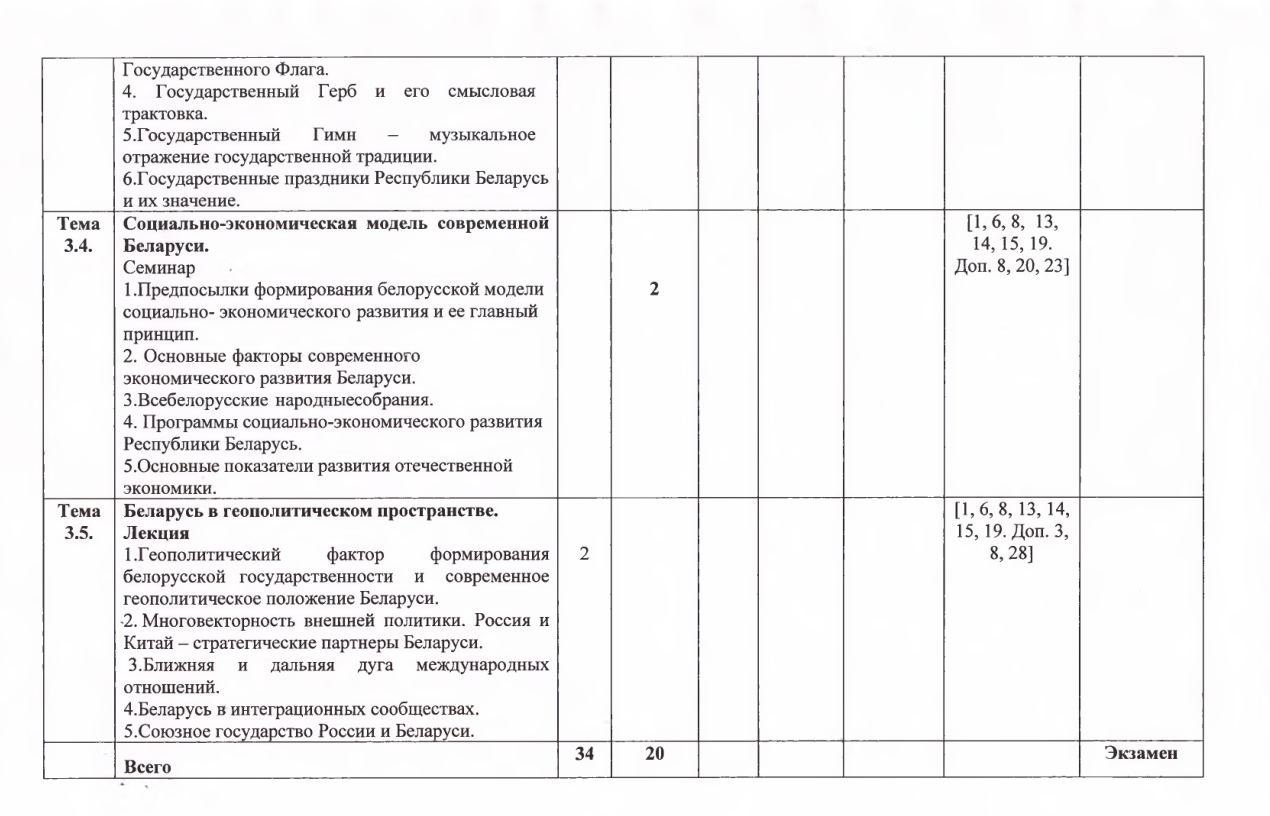 Государственного Флага.
4. Государственный Герб и его смысловая
трактовка.
5.Государственный Гимн – музыкальное
отражение государственной традиции.
6.Государственные праздники Республики Беларусь
и их значение.
Тема
3.4.
Социально-экономическая модель современной
Беларуси.
Семинар
1.Предпосылки формирования белорусской модели
социально- экономического развития и ее главный
принцип.
2. Основные факторы современного
экономического развития Беларуси.
3.Всебелорусские народныесобрания.
4. Программы социально-экономического развития
Республики Беларусь.
5.Основные показатели развития отечественной
экономики.
2
[1, 6, 8, 13,
14, 15, 19.
Доп. 8, 20, 23]
Тема
3.5.
Беларусь в геополитическом пространстве.
Лекция
1.Геополитический фактор формирования
белорусской государственности и современное
геополитическое положение Беларуси.
2. Многовекторность внешней политики. Россия и
Китай – стратегические партнеры Беларуси.
3.Ближняя и дальняя дуга международных
отношений.
4.Беларусь в интеграционных сообществах.
5.Союзное государство России и Беларуси.
2
[1, 6, 8, 13, 14,
15, 19. Доп. 3,
8, 28]
Всего
34
20
Экзамен